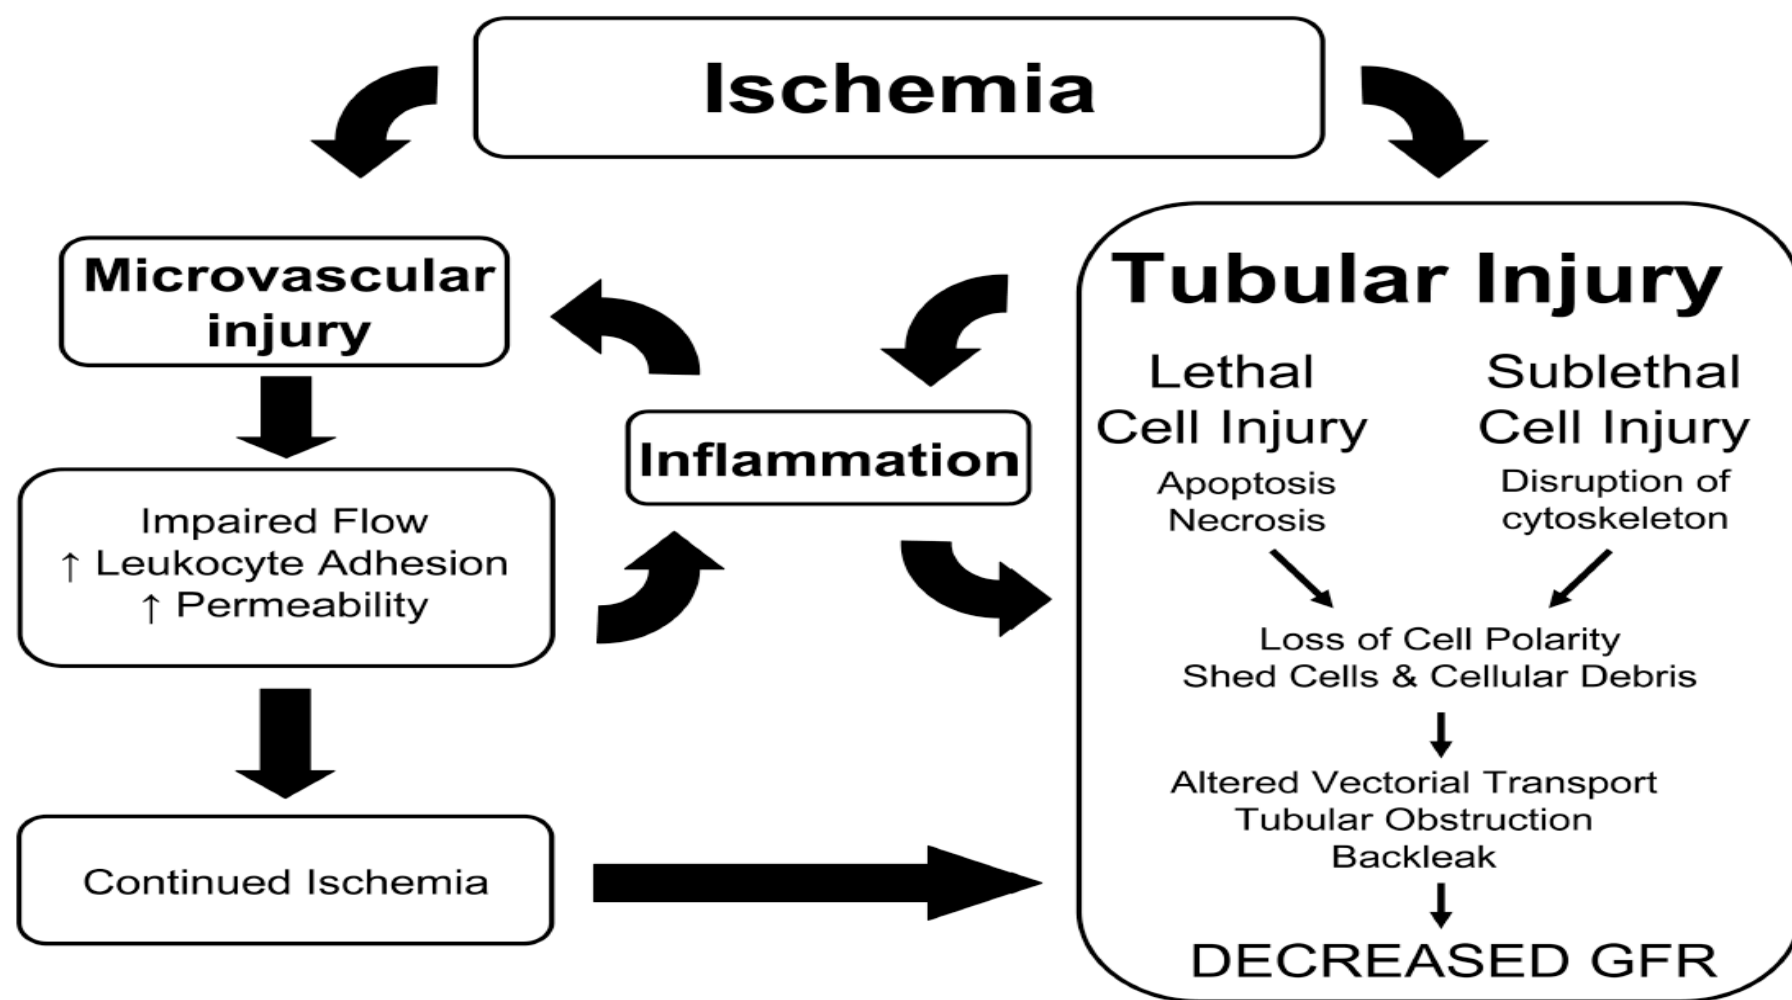 Ischemia
Microvascular
injury
Impaired Flow
↑ Leukocyte Adhesion
↑ Permeability
Continued Ischemia
Inflammation
Tubular Injury
Lethal
Cell Injury
Apoptosis
Necrosis
Sublethal
Cell Injury
Disruption of
cytoskeleton
Loss of Cell Polarity
Shed Cells & Cellular Debris
Altered Vectorial Transport
Tubular Obstruction
Backleak
DECREASED GFR